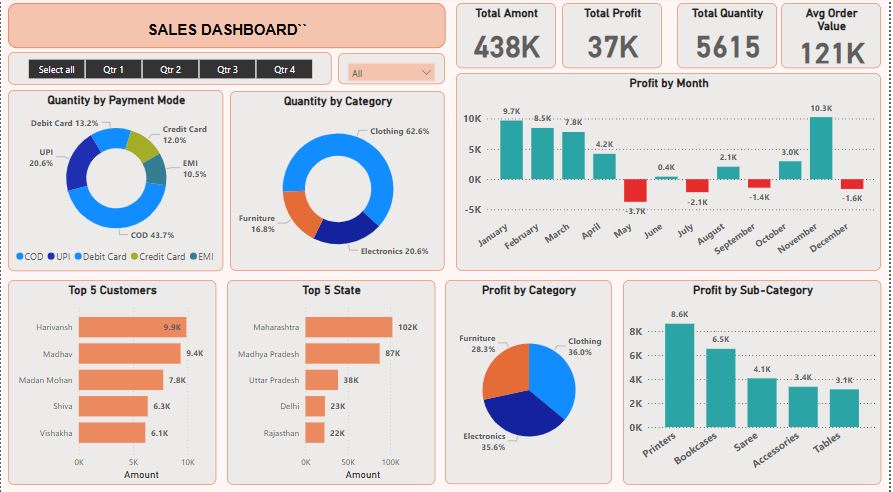 SALES DASHBOARD``
Total Amont
438K
Total Profit
37K
Total Quantity
5615
Avg Order
Value
121K
Select all
Qtr 1
Qtr 2
Qtr 3
Qtr 4
All
Quantity by Payment Mode
Debit Card 13.2%
Credit Card
12.0%
UPI
20.6%
EMI
10.5%
COD 43.7%
COD
UPI
Debit Card
Credit Card
EMI
Quantity by Category
Clothing 62.6%
Furniture
16.8%
Electronics 20.6%
Profit by Month
10K
5K
0K
-5K
9.7K
8.5K
7.8K
4.2K
-3.7K
0.4K
-2.1K
2.1K
-1.4K
3.0K
10.3K
-1.6K
January
February
March
April
May
June
July
August
September
October
November
December
Top 5 Customers
Harivansh
9.9K
Madhav
9.4K
Madan Mohan
7.8K
Shiva
6.3K
Vishakha
6.1K
0K
5K
10K
Amount
Top 5 State
Maharashtra
102K
Madhya Pradesh
87K
Uttar Pradesh
38K
Delhi
23K
Rajasthan
22K
0K
50K
100K
Amount
Profit by Category
Furniture
28.3%
Clothing
36.0%
Electronics
35.6%
Profit by Sub-Category
8K
6K
4K
2K
0K
8.6K
6.5K
4.1K
3.4K
3.1K
Printers
Bookcases
Saree
Accessories
Tables